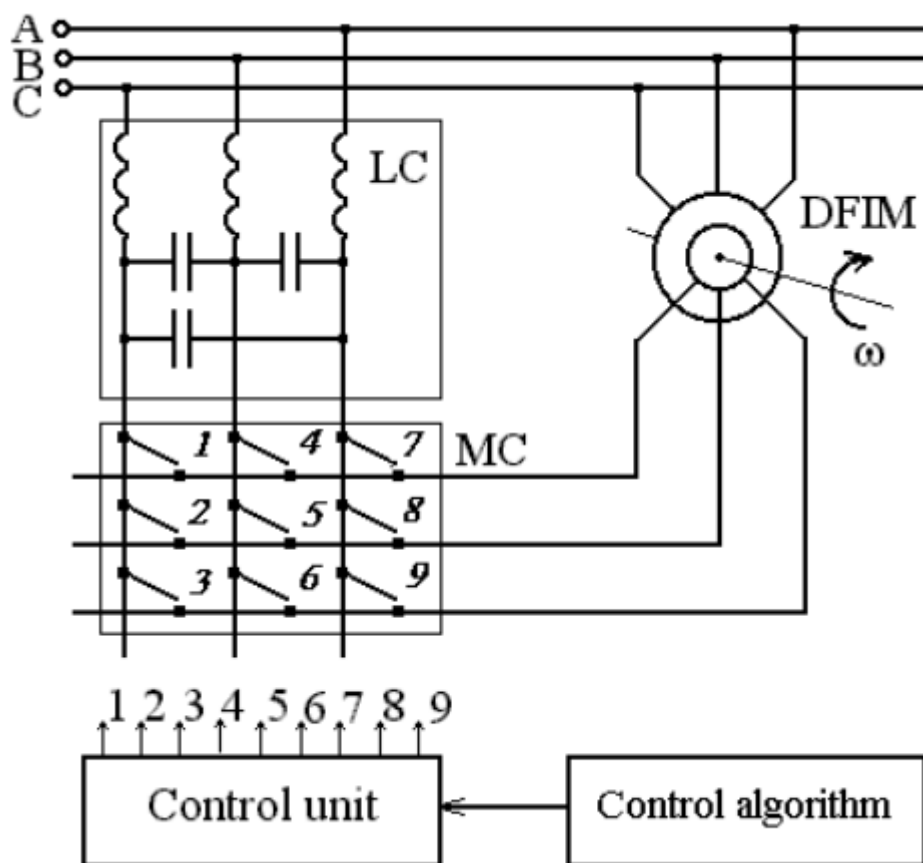 A
B
C
LC
DFIM
ω
1 4 7
MC
2 5 8
3 6 9
1 2 3 4 5 6 7 8 9
Control unit
Control algorithm